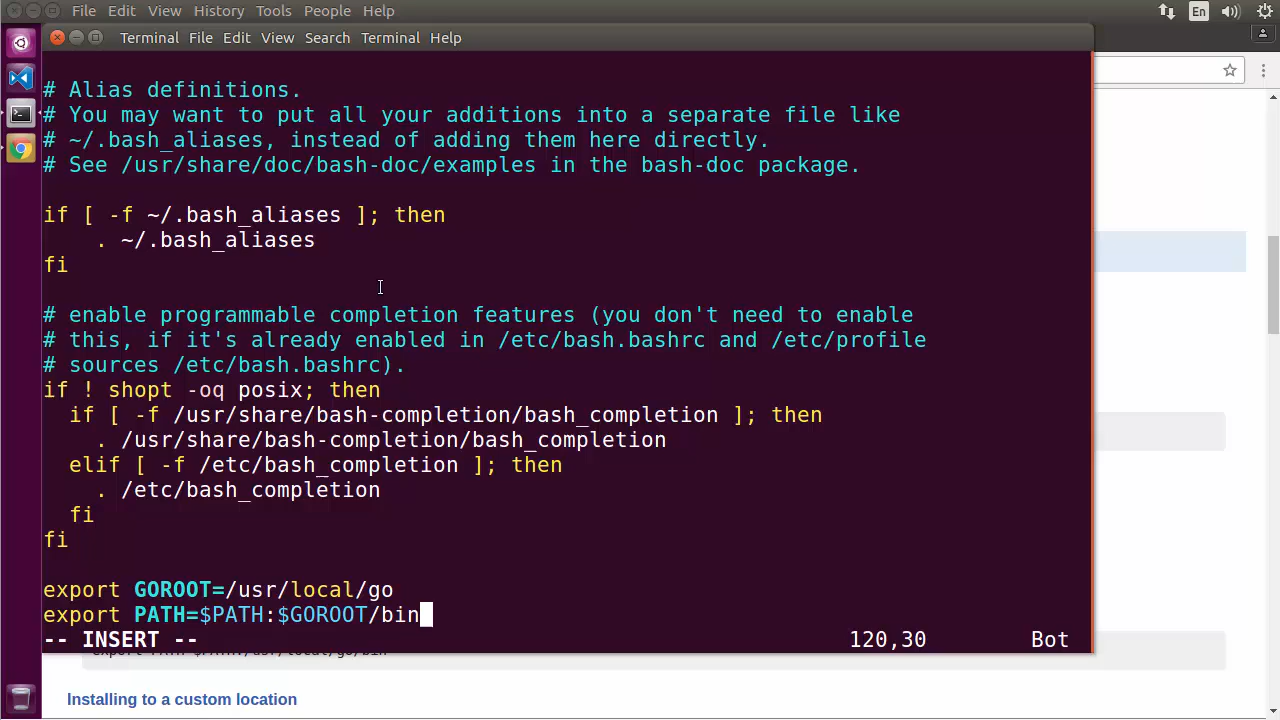 File Edit View History Tools People Help
En
Terminal File Edit View Search Terminal Help
# Alias definitions.
# You may want to put all your additions into a separate file like
# ~/.bash_aliases, instead of adding them here directly.
# See /usr/share/doc/bash-doc/examples in the bash-doc package.
if [ -f ~/.bash_aliases ]; then
    . ~/.bash_aliases
fi
# enable programmable completion features (you don't need to enable
# this, if it's already enabled in /etc/bash.bashrc and /etc/profile
# sources /etc/bash.bashrc).
if ! shopt -oq posix; then
  if [ -f /usr/share/bash-completion/bash_completion ]; then
    . /usr/share/bash-completion/bash_completion
  elif [ -f /etc/bash_completion ]; then
    . /etc/bash_completion
  fi
fi
export GOROOT=/usr/local/go
export PATH=$PATH:$GOROOT/bin
-- INSERT -- 120,30 Bot
Installing to a custom location